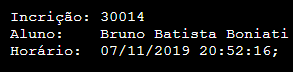 Incrição: 30014
Aluno: Bruno Batista Boniati
Horário: 07/11/2019 20:52:16;